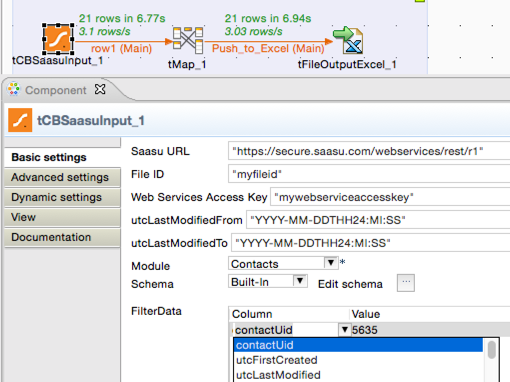 21 rows in 6.77s 21 rows in 6.94s
3.1 rows/s 3.03 rows/s
row1 (Main) Push_to_Excel (Main)
tCBSaasuInput_1 tMap_1 tFileOutputExcel_1
Component
tCBSaasuInput_1
Basic settings
Advanced settings
Dynamic settings
View
Documentation
Saasu URL "https://secure.saasu.com/webservices/rest/r1"
File ID "myfileid"
Web Services Access Key "mywebserviceaccesskey"
utcLastModifiedFrom "YYYY-MM-DDTHH24:MI:SS"
utcLastModifiedTo "YYYY-MM-DDTHH24:MI:SS"
Module Contacts *
Schema Built-In Edit schema ...
FilterData Column Value
contactUid 5635
contactUid
utcFirstCreated
utcLastModified